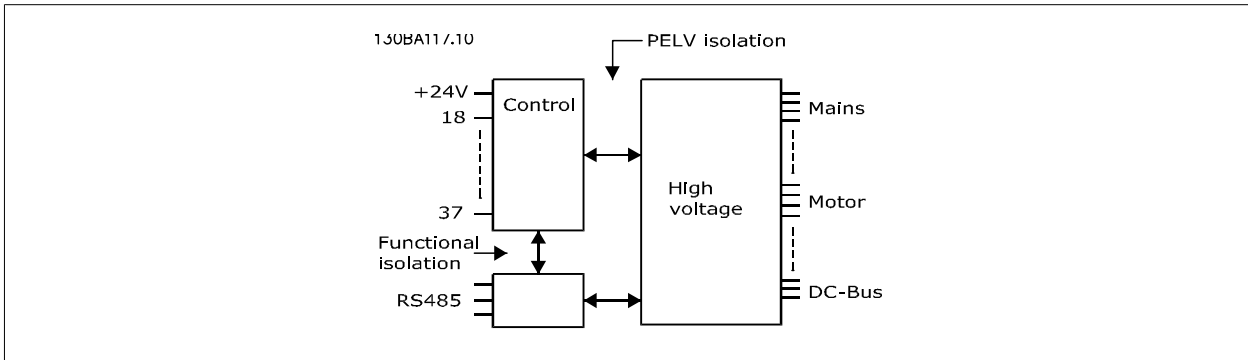 130BA117.10
PELV isolation
+24V
Control
18
Mains
High
voltage
37
Motor
Functional
isolation
RS485
DC-Bus